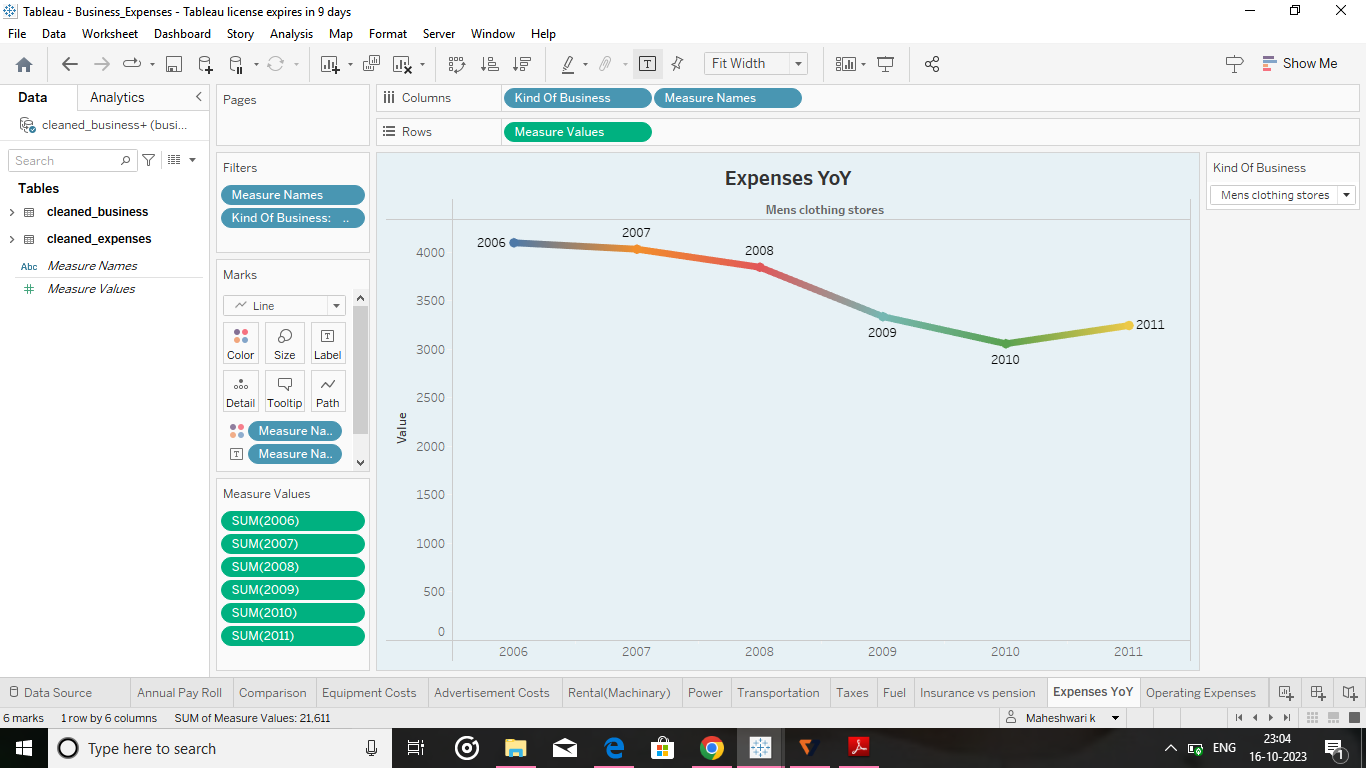 Tableau - Business_Expenses - Tableau license expires in 9 days
File Data Worksheet Dashboard Story Analysis Map Format Server Window Help
Fit Width
Show Me
Data Analytics
cleaned_business+ (busi...
Search
Tables
cleaned_business
cleaned_expenses
Abc Measure Names
# Measure Values
Pages
Filters
Measure Names
Kind Of Business: ..
Marks
Line
Color Size Label
Detail Tooltip Path
Measure Na..
Measure Na..
Measure Values
SUM(2006)
SUM(2007)
SUM(2008)
SUM(2009)
SUM(2010)
SUM(2011)
Columns Kind Of Business Measure Names
Rows Measure Values
Expenses YoY
Mens clothing stores
2006
2007
2008
2009
2010
2011
Value
4000
3500
3000
2500
2000
1500
1000
500
0
2006 2007 2008 2009 2010 2011
Kind Of Business
Mens clothing stores
Data Source Annual Pay Roll Comparison Equipment Costs Advertisement Costs Rental(Machinary) Power Transportation Taxes Fuel Insurance vs pension Expenses YoY Operating Expenses
6 marks 1 row by 6 columns SUM of Measure Values: 21,611 Maheshwari k
Type here to search
ENG
23:04
16-10-2023
1